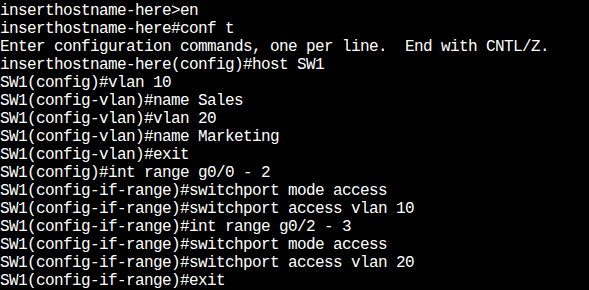 inserthostname-here>en
inserthostname-here#conf t
Enter configuration commands, one per line.  End with CNTL/Z.
inserthostname-here(config)#host SW1
SW1(config)#vlan 10
SW1(config-vlan)#name Sales
SW1(config-vlan)#vlan 20
SW1(config-vlan)#name Marketing
SW1(config-vlan)#exit
SW1(config)#int range g0/0 - 2
SW1(config-if-range)#switchport mode access
SW1(config-if-range)#switchport access vlan 10
SW1(config-if-range)#int range g0/2 - 3
SW1(config-if-range)#switchport mode access
SW1(config-if-range)#switchport access vlan 20
SW1(config-if-range)#exit